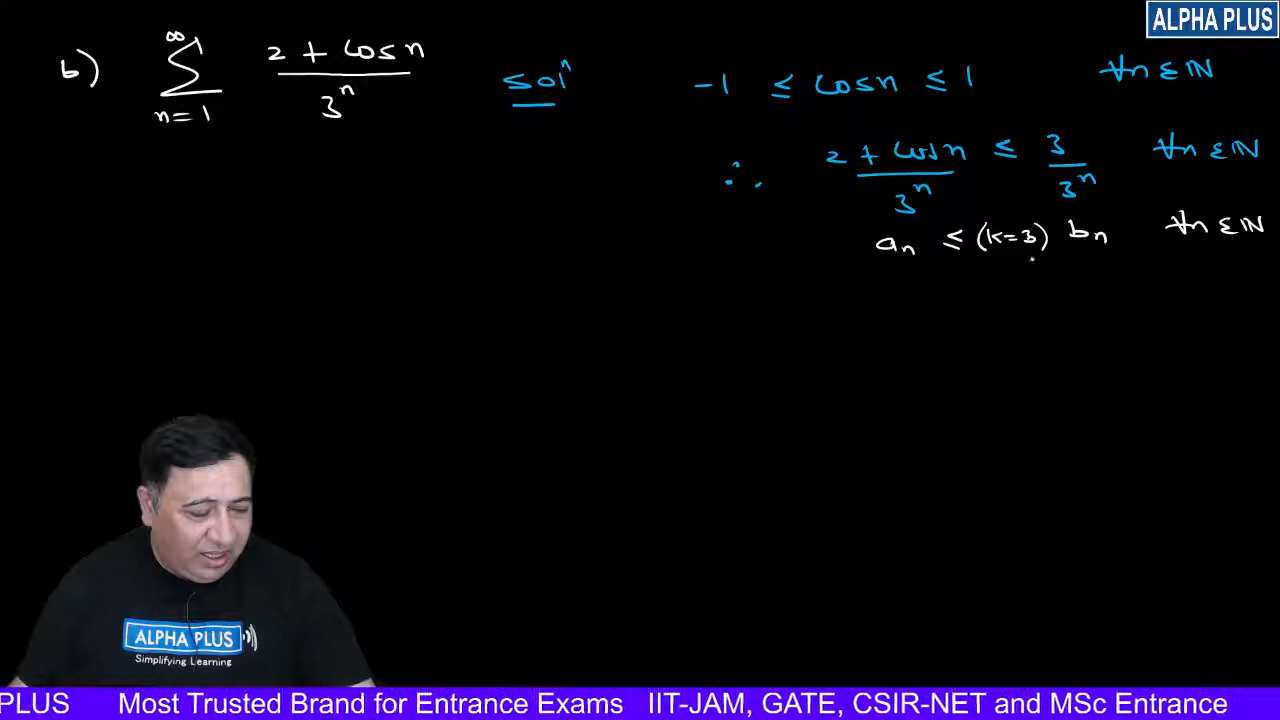 ALPHA PLUS
b) ∞ Σ n=1 2 + cos n / 3^n
sol^n
-1 ≤ cos n ≤ 1 ∀n ε ℕ
∴ 2 + cos n / 3^n ≤ 3 / 3^n ∀n ε ℕ
a_n ≤ (k=3) b_n ∀n ε ℕ
ALPHA PLUS
Simplifying Learning
PLUS Most Trusted Brand for Entrance Exams IIT-JAM, GATE, CSIR-NET and MSc Entrance